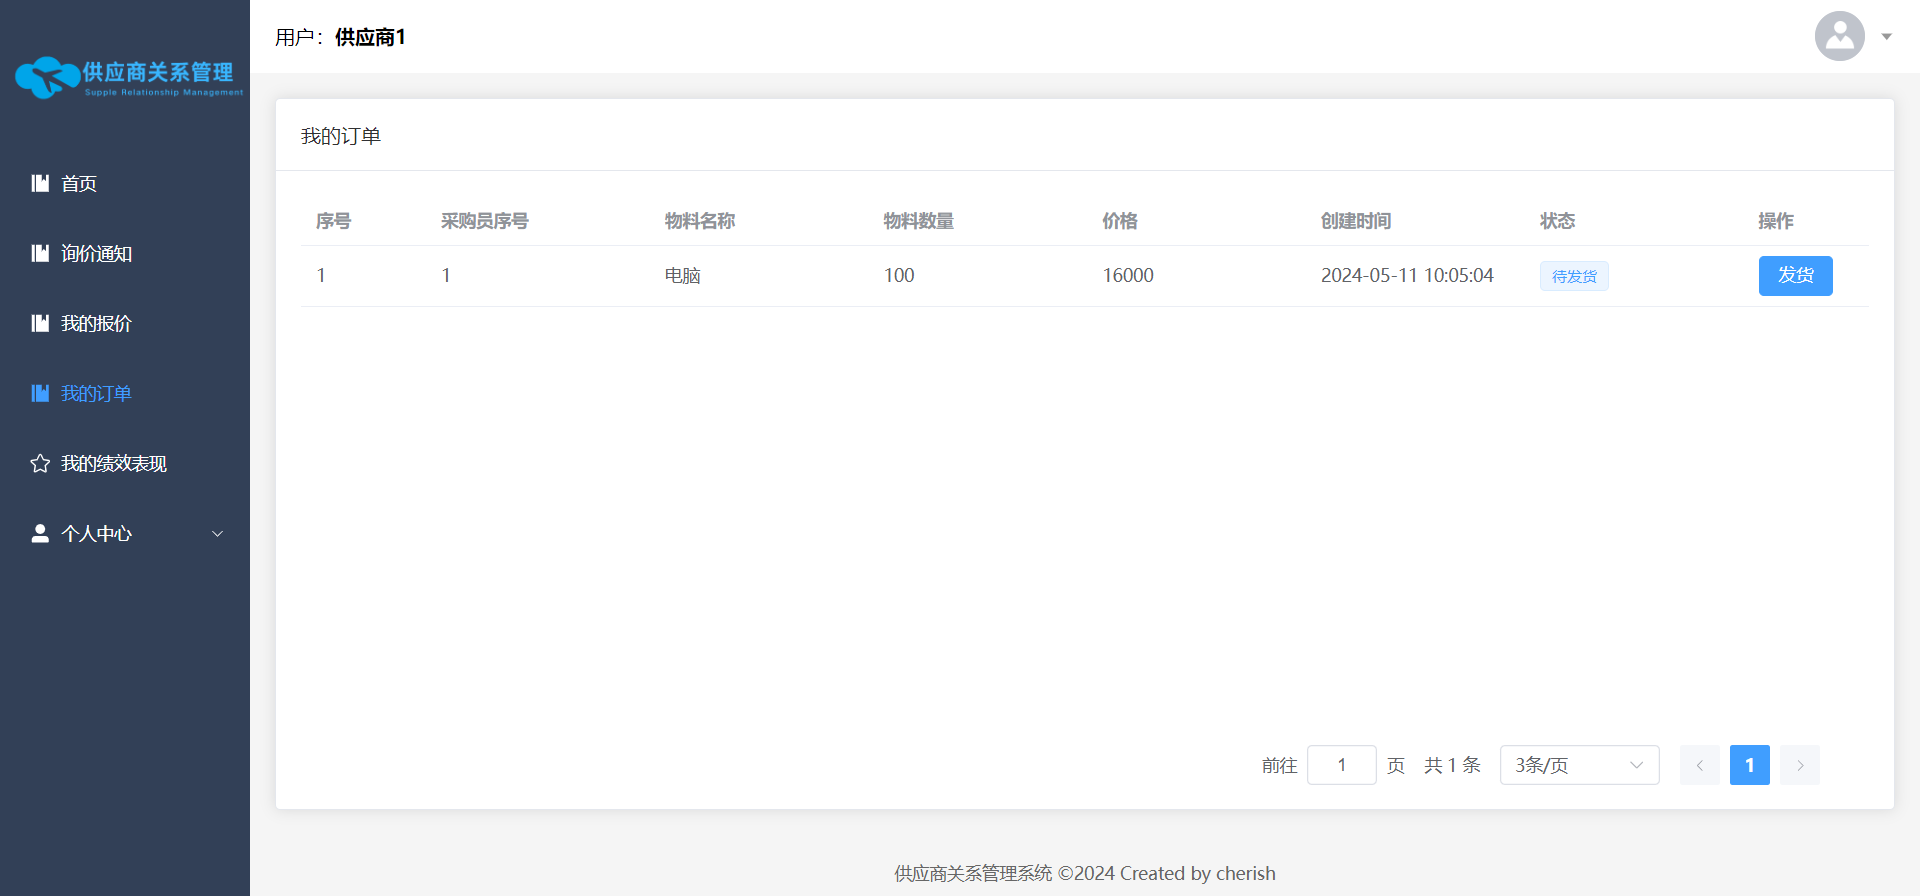 供应商关系管理
Supple Relationship Management
首页
询价通知
我的报价
我的订单
我的绩效表现
个人中心
用户：供应商1
我的订单
序号 采购员序号 物料名称 物料数量 价格 创建时间 状态 操作
1 1 电脑 100 16000 2024-05-11 10:05:04 待发货 发货
前往 1 页 共 1 条 3条/页 1
供应商关系管理系统 ©2024 Created by cherish